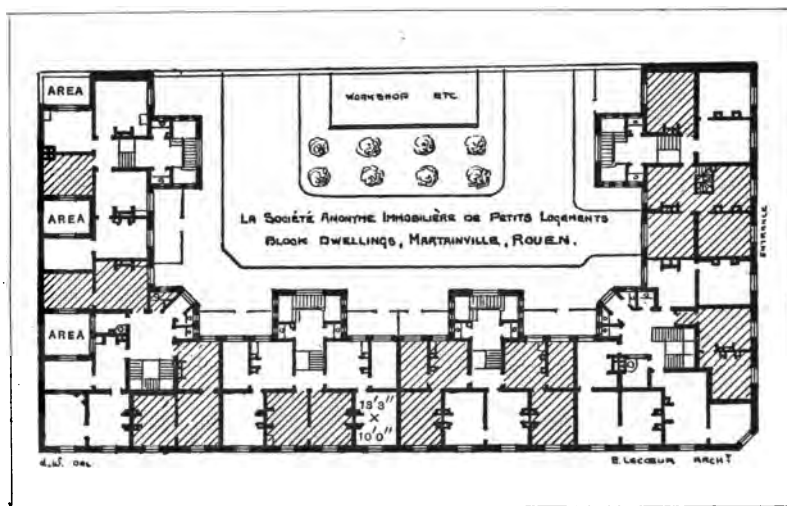 AREA
WORKSHOP ETC.
LA SOCIÉTÉ ANONYME IMMOBILIÈRE DE PETITS LOGEMENTS
BLOCK DWELLINGS, MARTAINVILLE, ROUEN.
ENTRANCE
AREA
AREA
13'3"
×
10'0"
E. LECŒUR ARCHT